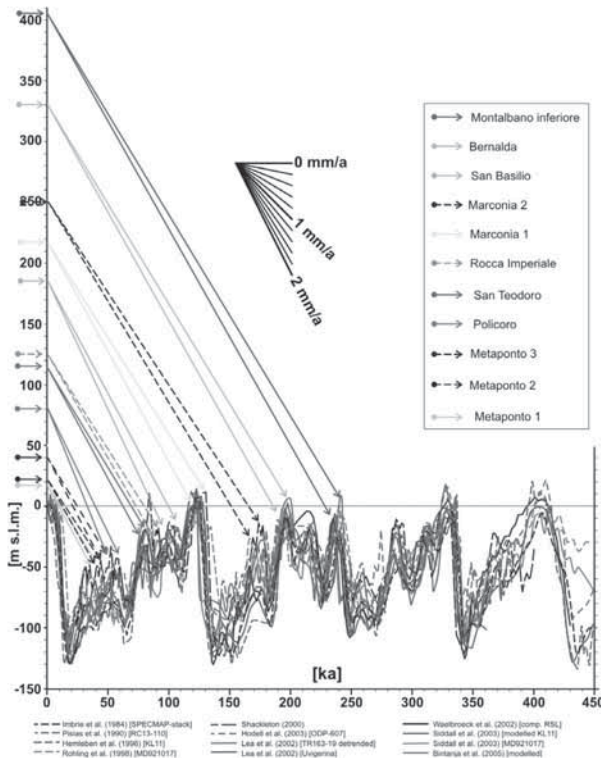 400
350
300
250
200
150
100
50
0
-50
-100
-150
[m s.l.m.]
0 mm/a
1 mm/a
2 mm/a
Montalbano inferiore
Bernalda
San Basilio
Marconia 2
Marconia 1
Rocca Imperiale
San Teodoro
Policoro
Metaponto 3
Metaponto 2
Metaponto 1
[ka]
0 50 100 150 200 250 300 350 400 450
Imbrie et al. (1984) [SPECMAP-stack]
Pisias et al. (1990) [RC13-110]
Hemleben et al. (1996) [KL11]
Rohling et al. (1998) [MD921017]
Shackleton (2000)
Hodell et al. (2003) [ODP-607]
Lea et al. (2002) [TR163-19 detrended]
Lea et al. (2002) [Uvigerina]
Waelbroeck et al. (2002) [comp. RSL]
Siddall et al. (2003) [modelled KL11]
Siddall et al. (2003) [MD921017]
Bintanja et al. (2005) [modelled]